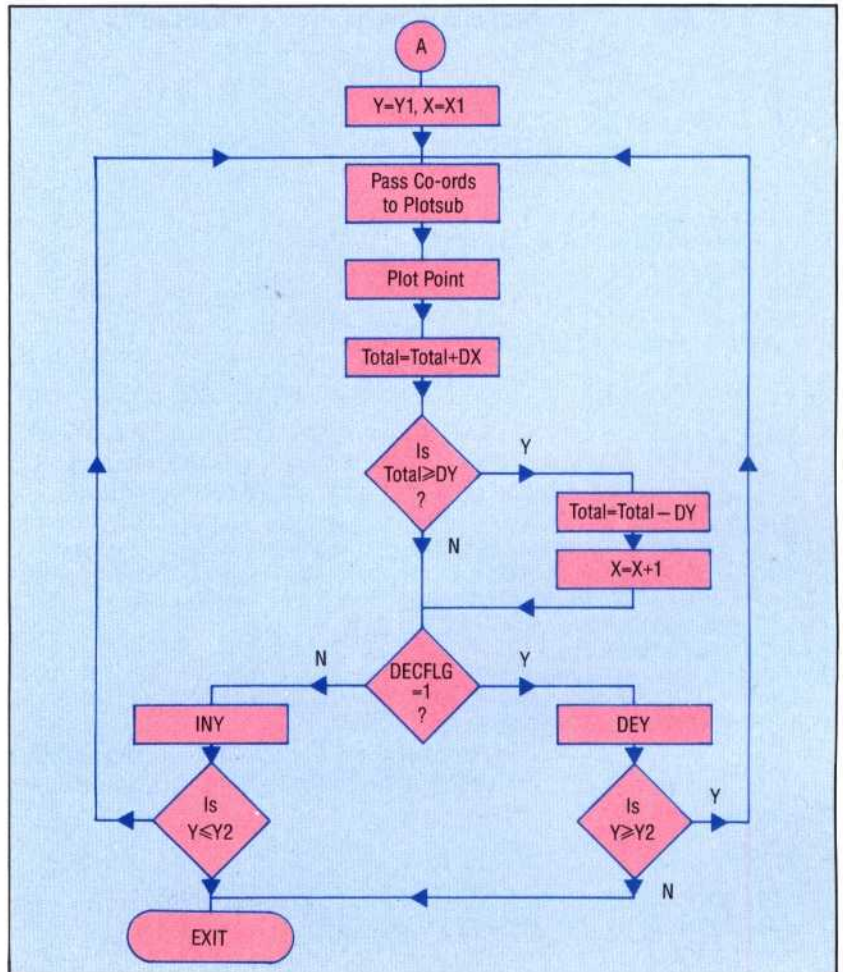 A
Y=Y1, X=X1
Pass Co-ords
to Plotsub
Plot Point
Total=Total+DX
Is
Total≥DY
?
Y
N
Total=Total – DY
X=X+1
DECFLG
=1
?
N
Y
INY
DEY
Is
Y≤Y2
Is
Y≥Y2
Y
N
EXIT